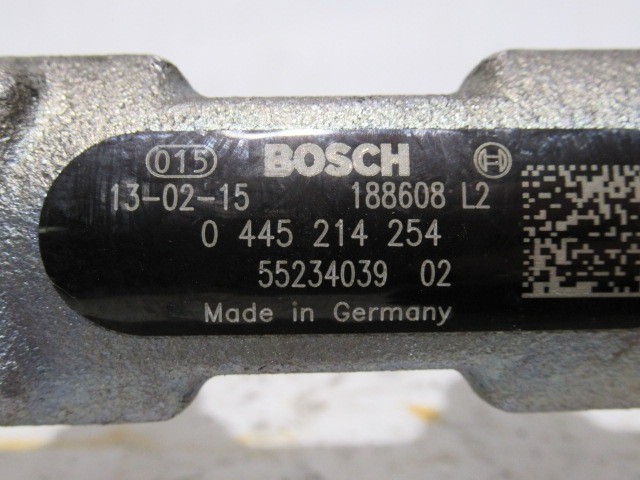 015 BOSCH
13-02-15 188608 L2
0 445 214 254
55234039 02
Made in Germany